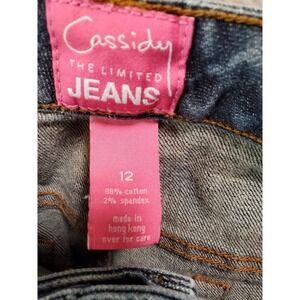 Cassidy
THE LIMITED
JEANS
12
98% cotton
2% spandex
made in
hong kong
over for care